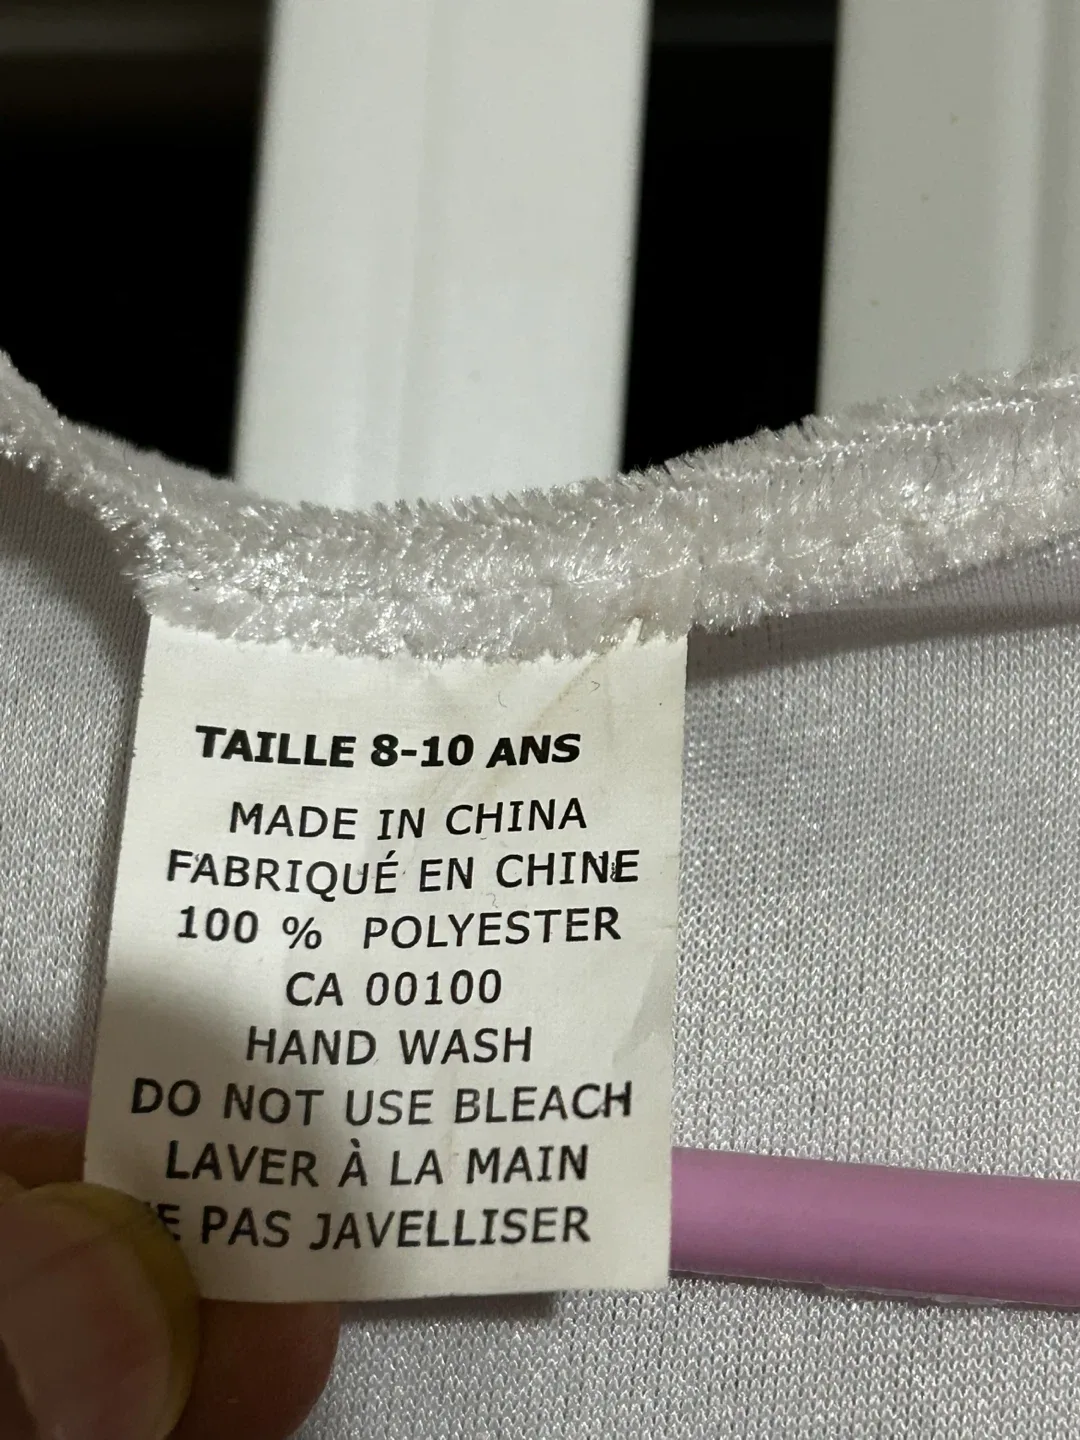 TAILLE 8-10 ANS
MADE IN CHINA
FABRIQUÉ EN CHINE
100 % POLYESTER
CA 00100
HAND WASH
DO NOT USE BLEACH
LAVER À LA MAIN
PAS JAVELLISER